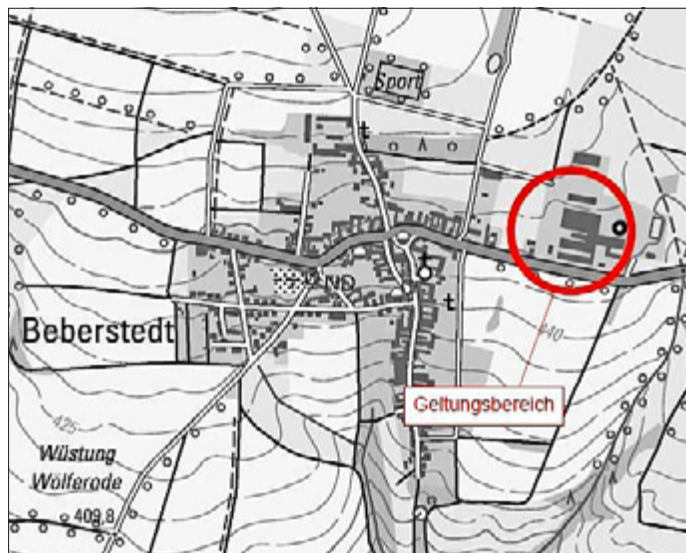 Sport
ND
Beberstedt
440
Geltungsbereich
425
Wüstung
Wölferode
409,8